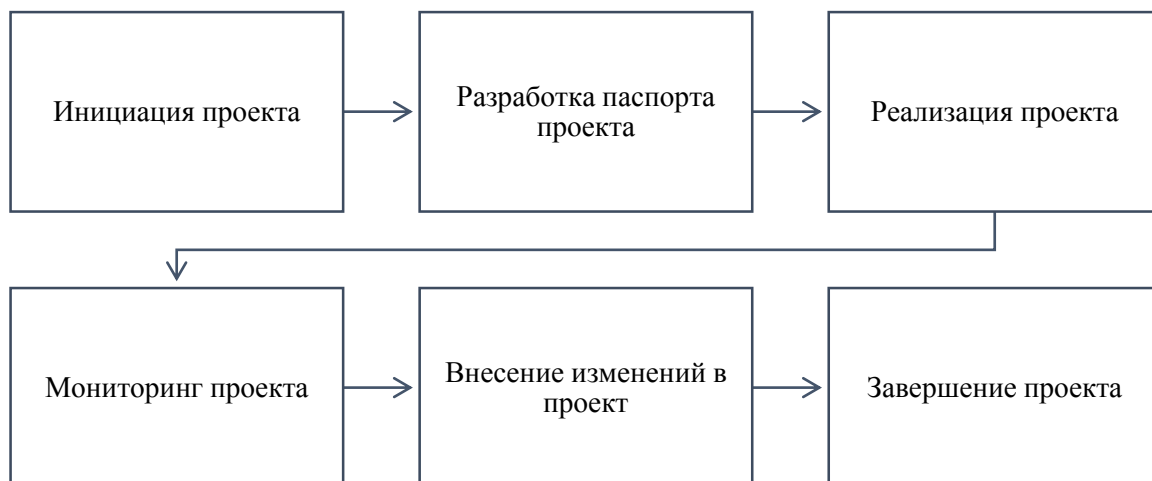 Инициация проекта
Разработка паспорта
проекта
Реализация проекта
Мониторинг проекта
Внесение изменений в
проект
Завершение проекта